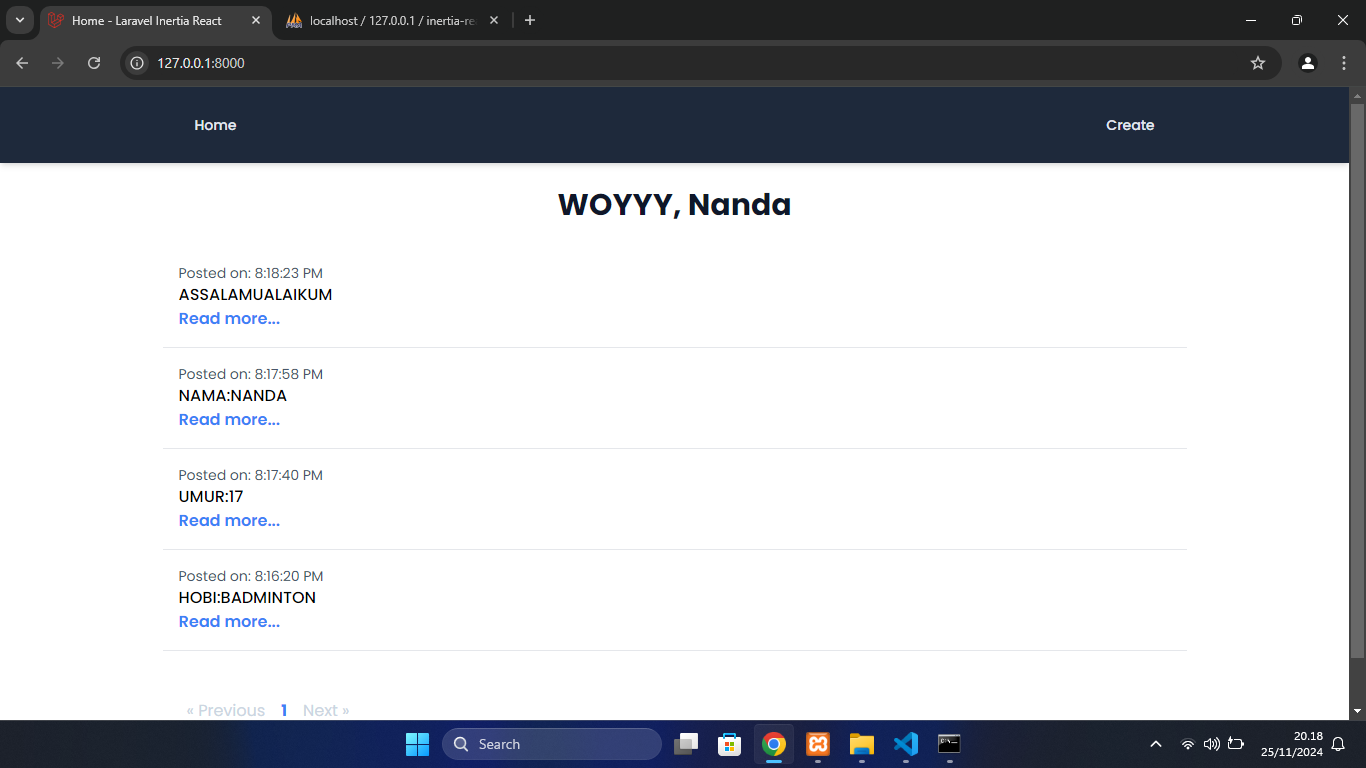 Home - Laravel Inertia React
localhost / 127.0.0.1 / inertia-re
127.0.0.1:8000
Home
Create
WOYYY, Nanda
Posted on: 8:18:23 PM
ASSALAMUALAIKUM
Read more...
Posted on: 8:17:58 PM
NAMA:NANDA
Read more...
Posted on: 8:17:40 PM
UMUR:17
Read more...
Posted on: 8:16:20 PM
HOBI:BADMINTON
Read more...
« Previous 1 Next »
Search
20.18
25/11/2024